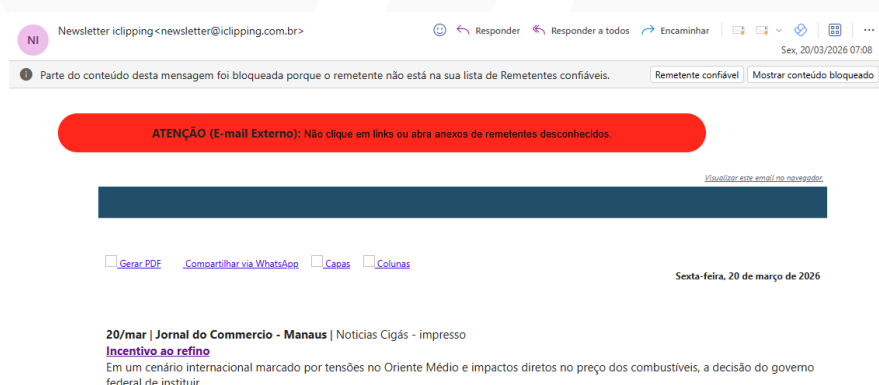 NI
Newsletter iclipping<newsletter@iclipping.com.br>
Responder
Responder a todos
Encaminhar
Sex, 20/03/2026 07:08
Parte do conteúdo desta mensagem foi bloqueada porque o remetente não está na sua lista de Remetentes confiáveis.
Remetente confiável
Mostrar conteúdo bloqueado
ATENÇÃO (E-mail Externo): Não clique em links ou abra anexos de remetentes desconhecidos.
Visualizar este email no navegador.
Gerar PDF
Compartilhar via WhatsApp
Capas
Colunas
Sexta-feira, 20 de março de 2026
20/mar | Jornal do Commercio - Manaus | Noticias Cigás - impresso
Incentivo ao refino
Em um cenário internacional marcado por tensões no Oriente Médio e impactos diretos no preço dos combustíveis, a decisão do governo
federal de instituir